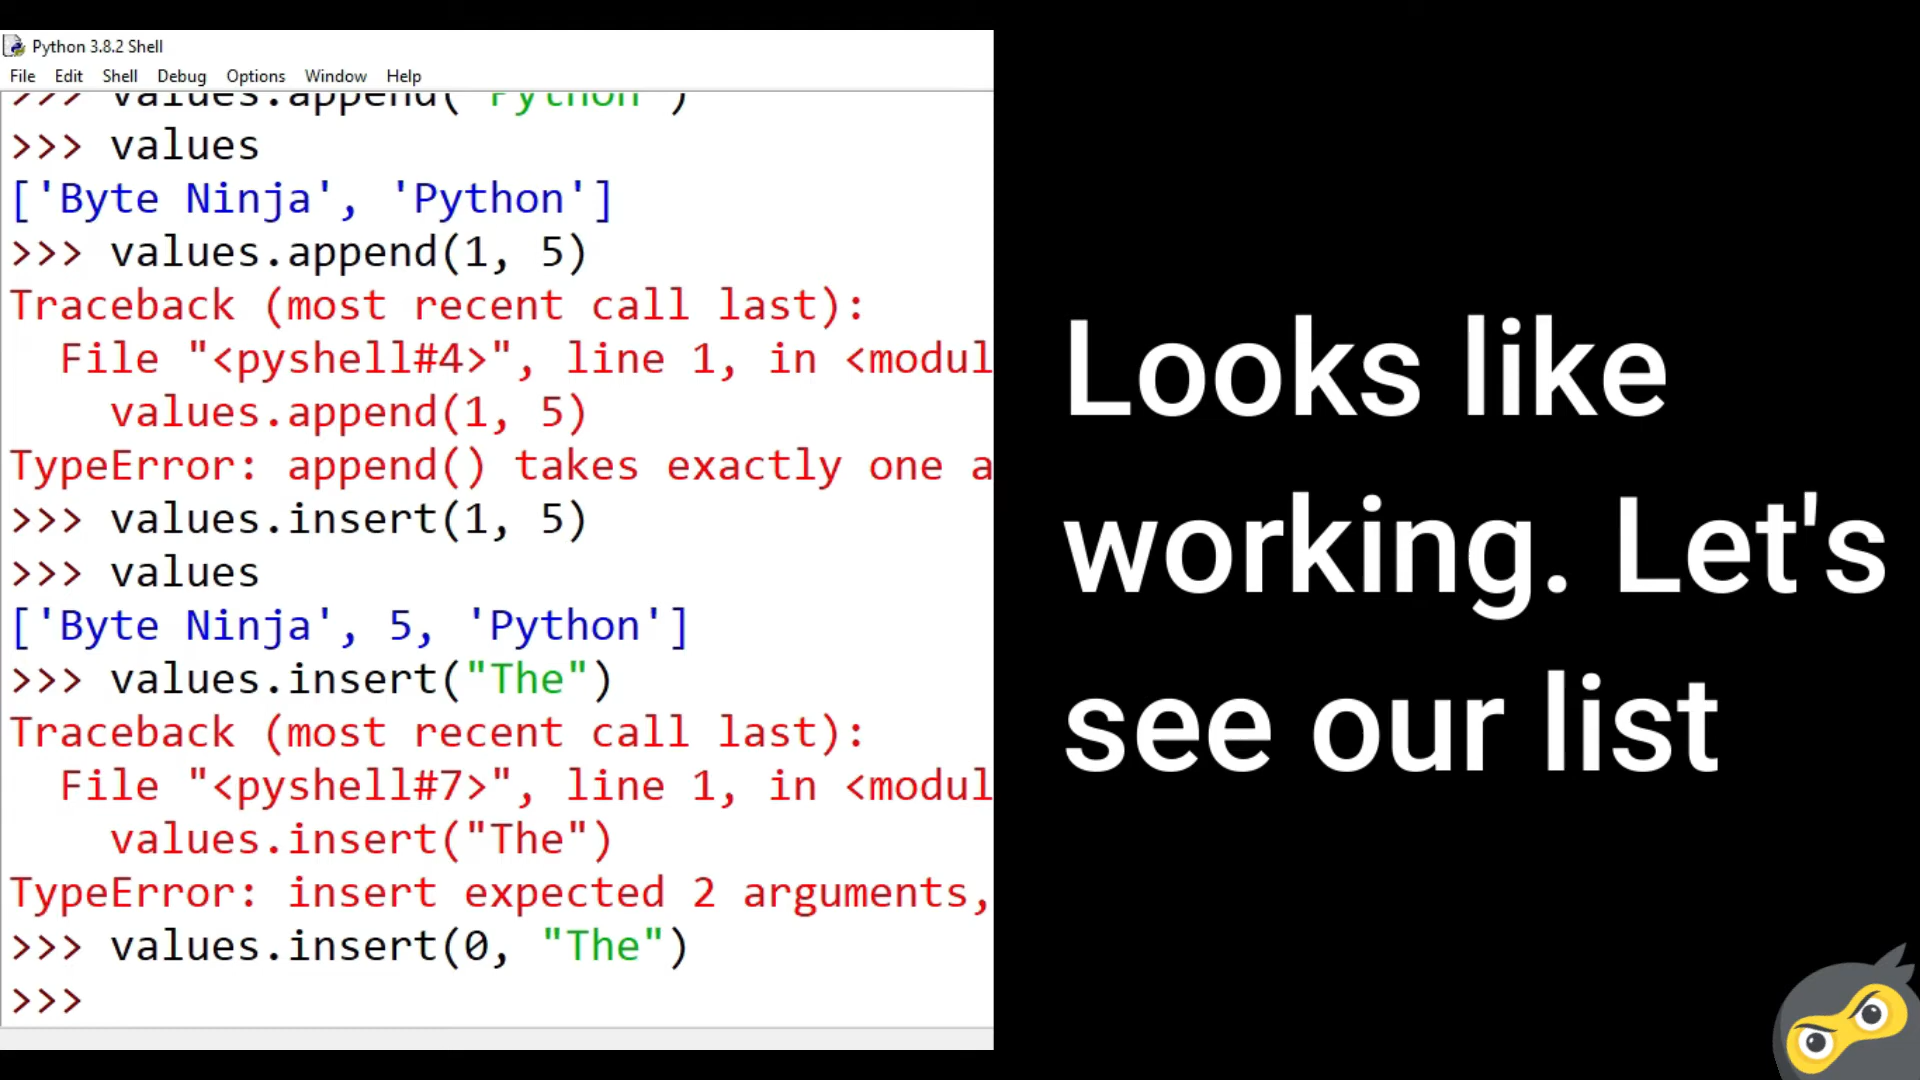 Python 3.8.2 Shell
File Edit Shell Debug Options Window Help
>>> values.append("Python")
>>> values
['Byte Ninja', 'Python']
>>> values.append(1, 5)
Traceback (most recent call last):
  File "<pyshell#4>", line 1, in <modul
    values.append(1, 5)
TypeError: append() takes exactly one a
>>> values.insert(1, 5)
>>> values
['Byte Ninja', 5, 'Python']
>>> values.insert("The")
Traceback (most recent call last):
  File "<pyshell#7>", line 1, in <modul
    values.insert("The")
TypeError: insert expected 2 arguments,
>>> values.insert(0, "The")
>>>
Looks like
working. Let's
see our list